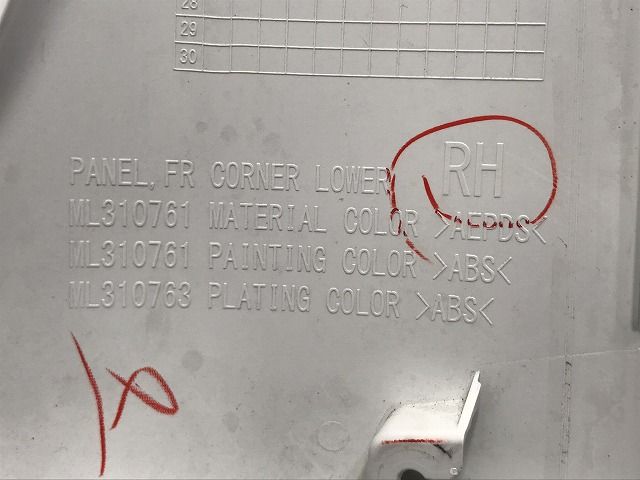 28
29
30
RH
PANEL, FR CORNER LOWER
ML310761 MATERIAL COLOR >AEPDS<
ML310761 PAINTING COLOR >ABS<
ML310763 PLATING COLOR >ABS<